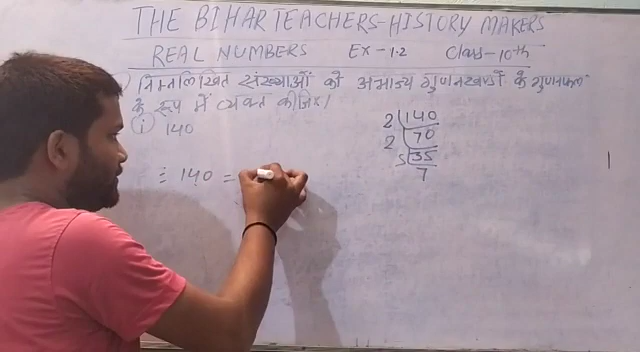 THE BIHAR TEACHERS-HISTORY MAKERS
REAL NUMBERS Ex-1.2 Class-10th
निम्नलिखित संख्याओं को अभाज्य गुणनखण्डों के गुणनफल
के रूप में व्यक्त कीजिए।
(i) 140
2 140
2 70
5 35
7
140 =